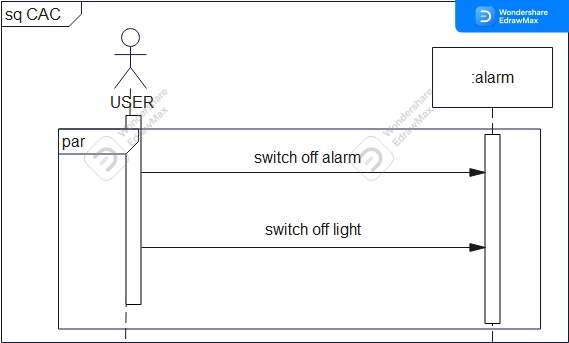 sq CAC
Wondershare
EdrawMax
:alarm
USER
par
switch off alarm
switch off light
Wondershare
EdrawMax
Wondershare
EdrawMax